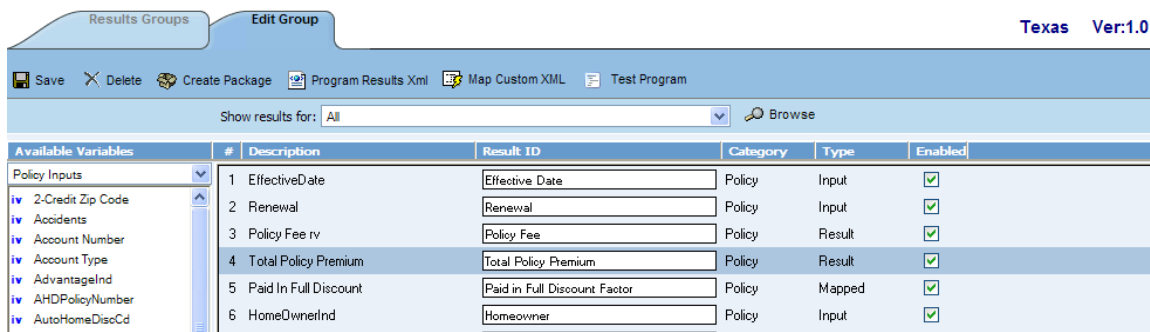 Results Groups Edit Group Texas Ver:1.0
Save Delete Create Package Program Results Xml Map Custom XML Test Program
Show results for: All Browse
Available Variables # Description Result ID Category Type Enabled
Policy Inputs
iv 2-Credit Zip Code
iv Accidents
iv Account Number
iv Account Type
iv AdvantageInd
iv AHDPolicyNumber
iv AutoHomeDiscCd
1 EffectiveDate Effective Date Policy Input
2 Renewal Renewal Policy Input
3 Policy Fee rv Policy Fee Policy Result
4 Total Policy Premium Total Policy Premium Policy Result
5 Paid In Full Discount Paid in Full Discount Factor Policy Mapped
6 HomeOwnerInd Homeowner Policy Input